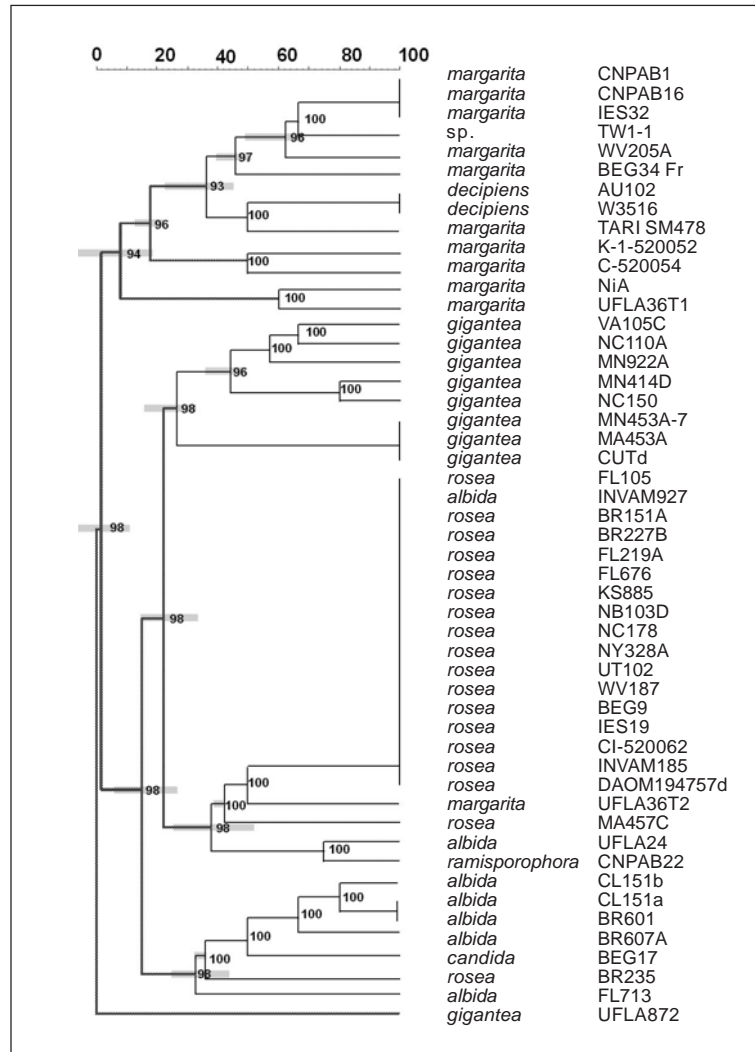 0 20 40 60 80 100
margarita CNPAB1
margarita CNPAB16
margarita IES32
100
sp. TW1-1
96
margarita WV205A
97
margarita BEG34 Fr
93
decipiens AU102
decipiens W3516
100
margarita TARI SM478
96
margarita K-1-520052
94 100
margarita C-520054
margarita NiA
100
margarita UFLA36T1
gigantea VA105C
100
gigantea NC110A
100
gigantea MN922A
96
gigantea MN414D
100
gigantea NC150
98
gigantea MN453A-7
gigantea MA453A
gigantea CUTd
rosea FL105
albida INVAM927
rosea BR151A
rosea BR227B
98
rosea FL219A
rosea FL676
rosea KS885
rosea NB103D
98
rosea NC178
rosea NY328A
rosea UT102
rosea WV187
rosea BEG9
rosea IES19
rosea CI-520062
rosea INVAM185
100
rosea DAOM194757d
98
margarita UFLA36T2
100
rosea MA457C
98
albida UFLA24
100
ramisporophora CNPAB22
albida CL151b
100
albida CL151a
100
albida BR601
albida BR607A
100
candida BEG17
100
rosea BR235
98
albida FL713
gigantea UFLA872